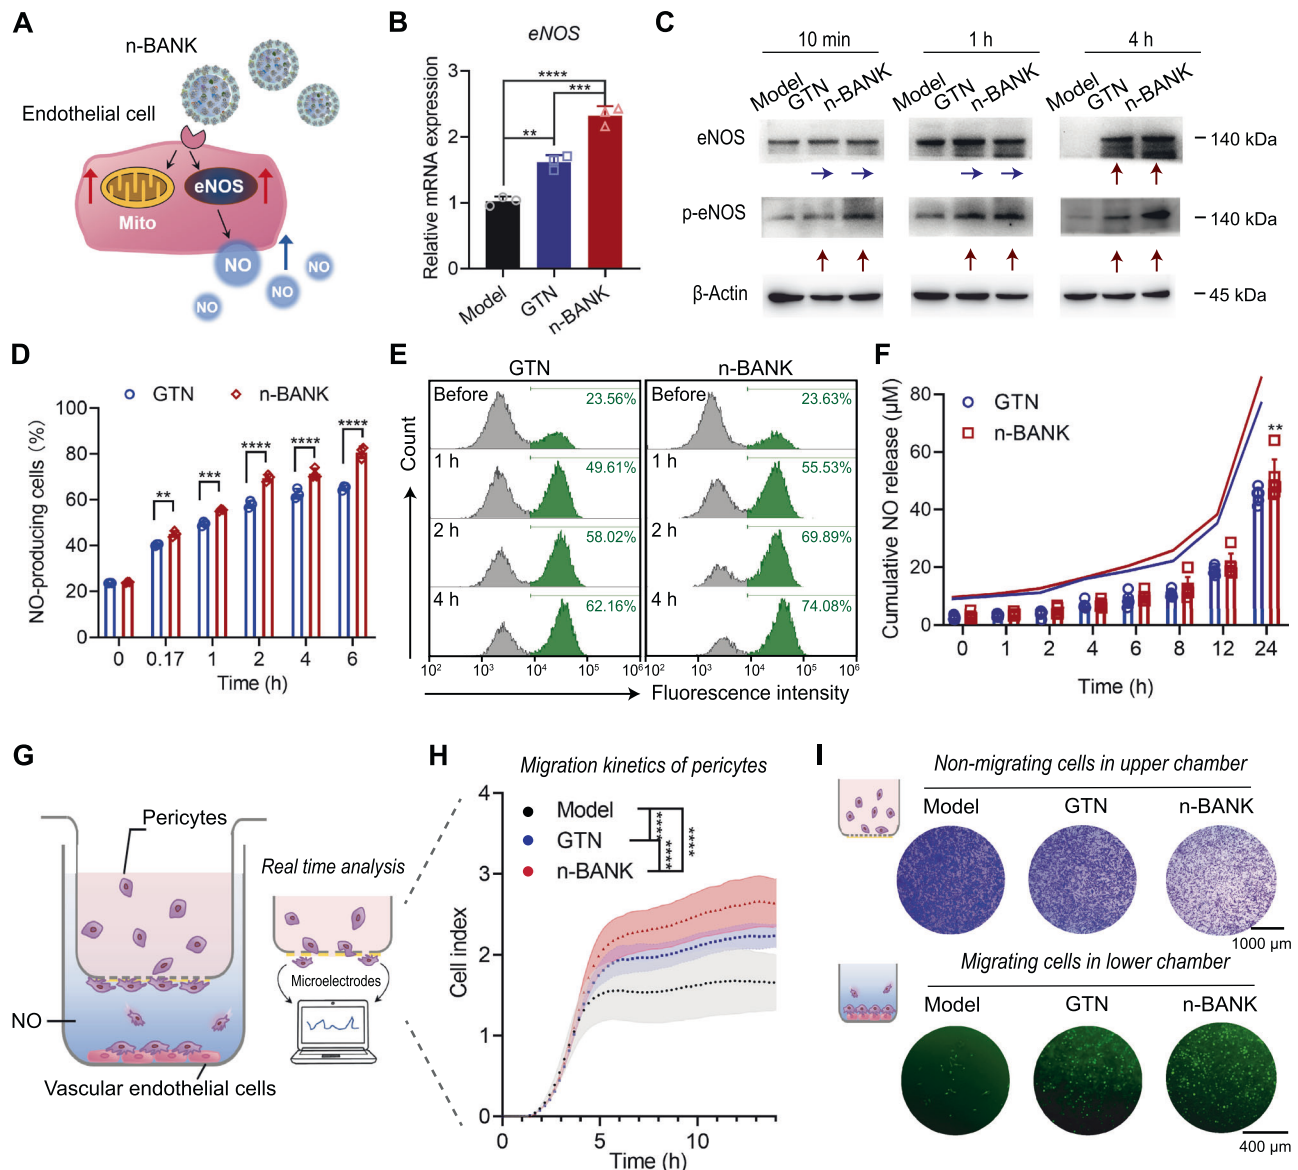 A
n-BANK
Endothelial cell
eNOS
Mito
NO
NO
NO
NO
B
eNOS
Relative mRNA expression
3
2
1
0
****
***
**
Model
GTN
n-BANK
C
10 min
1 h
4 h
Model
GTN
n-BANK
Model
GTN
n-BANK
Model
GTN
n-BANK
eNOS
140 kDa
p-eNOS
140 kDa
β-Actin
45 kDa
D
GTN
n-BANK
NO-producing cells (%)
100
80
60
40
20
0
**
***
****
****
****
0 0.17 1 2 4 6
Time (h)
E
GTN
n-BANK
Count
Before
23.56%
Before
23.63%
1 h
49.61%
1 h
55.53%
2 h
58.02%
2 h
69.89%
4 h
62.16%
4 h
74.08%
10² 10³ 10⁴ 10⁵ 10⁶
10² 10³ 10⁴ 10⁵ 10⁶
Fluorescence intensity
F
Cumulative NO release (µM)
80
60
40
20
0
GTN
n-BANK
**
0 1 2 4 6 8 12 24
Time (h)
G
Pericytes
Real time analysis
Microelectrodes
NO
Vascular endothelial cells
H
Migration kinetics of pericytes
Cell index
4
3
2
1
0
Model
GTN
n-BANK
****
****
****
0 5 10
Time (h)
I
Non-migrating cells in upper chamber
Model
GTN
n-BANK
1000 µm
Migrating cells in lower chamber
Model
GTN
n-BANK
400 µm